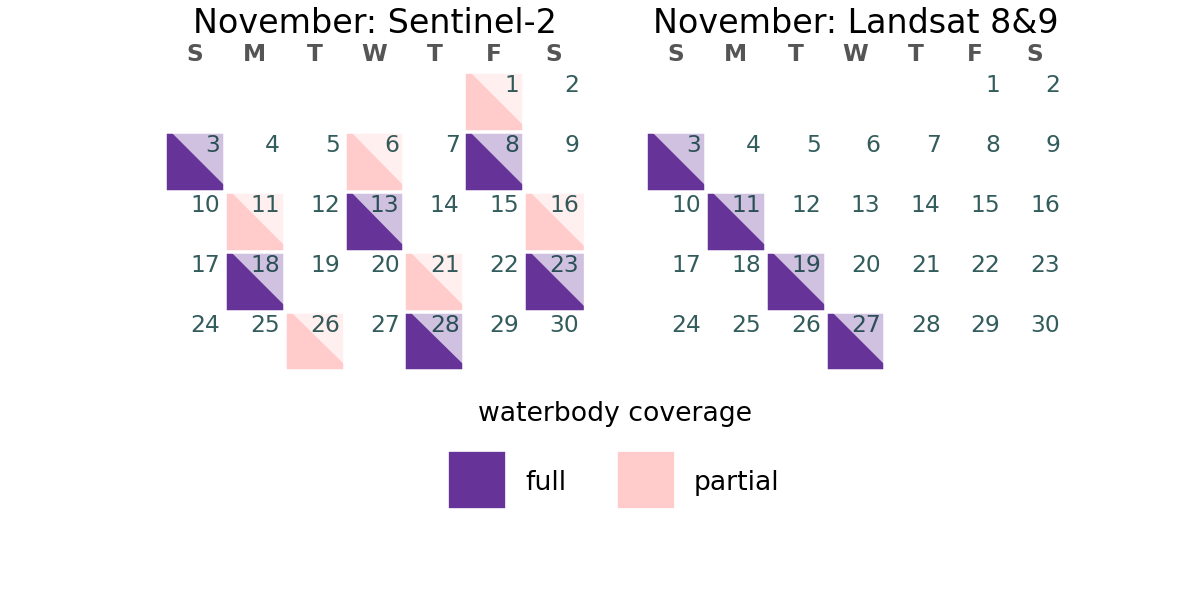 November: Sentinel-2
S M T W T F S
1 2
3 4 5 6 7 8 9
10 11 12 13 14 15 16
17 18 19 20 21 22 23
24 25 26 27 28 29 30
November: Landsat 8&9
S M T W T F S
1 2
3 4 5 6 7 8 9
10 11 12 13 14 15 16
17 18 19 20 21 22 23
24 25 26 27 28 29 30
waterbody coverage
full partial